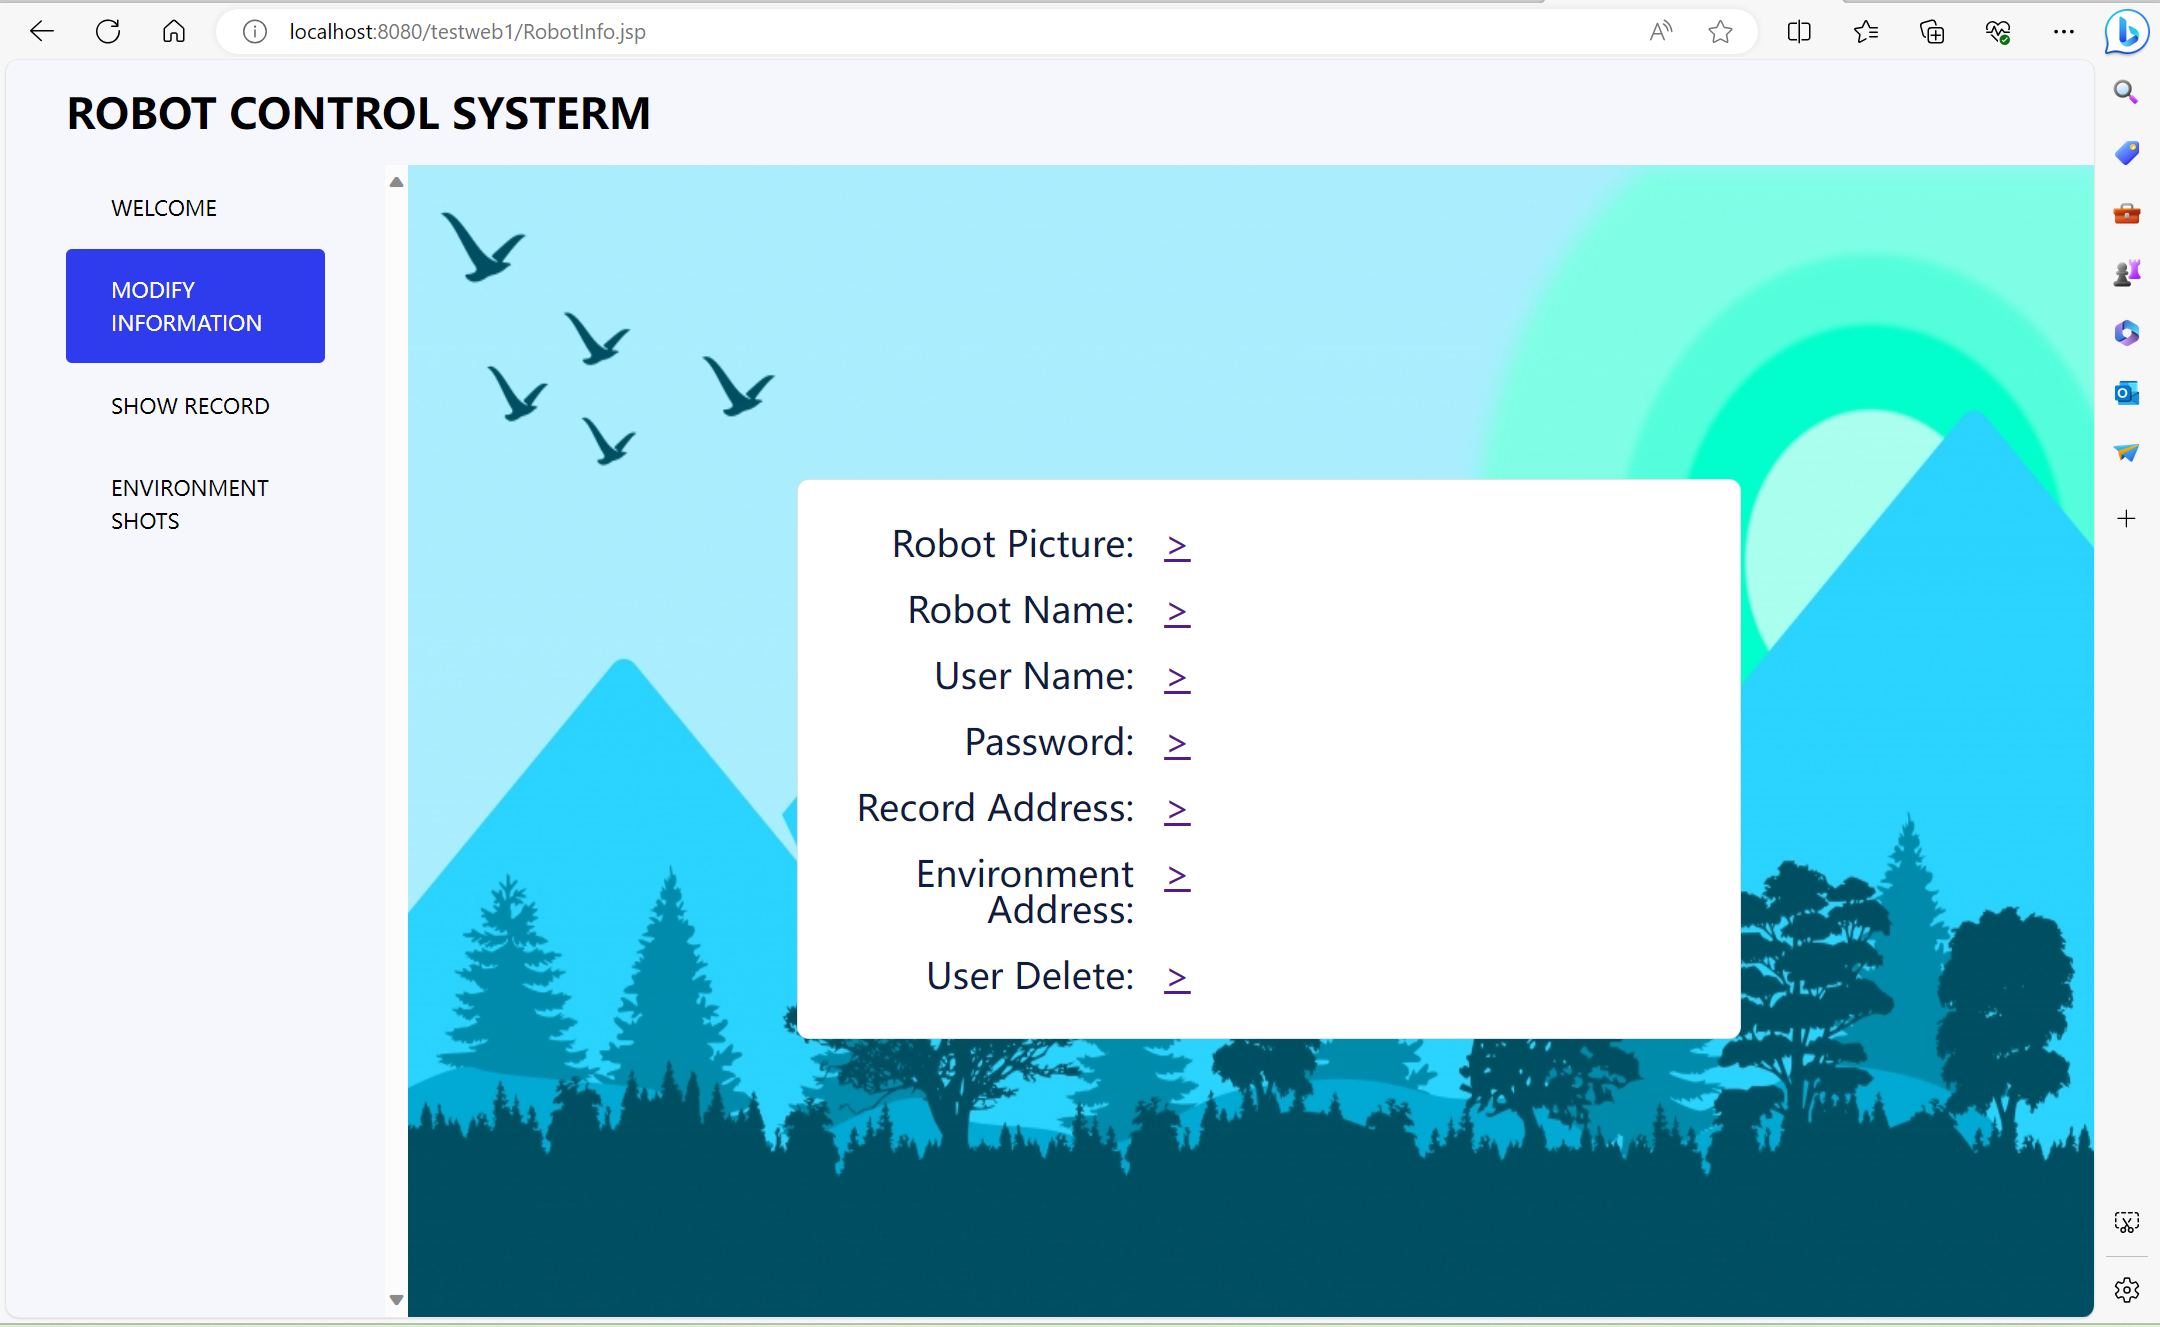 localhost:8080/testweb1/RobotInfo.jsp
ROBOT CONTROL SYSTERM
WELCOME
MODIFY
INFORMATION
SHOW RECORD
ENVIRONMENT
SHOTS
Robot Picture: >
Robot Name: >
User Name: >
Password: >
Record Address: >
Environment >
Address:
User Delete: >